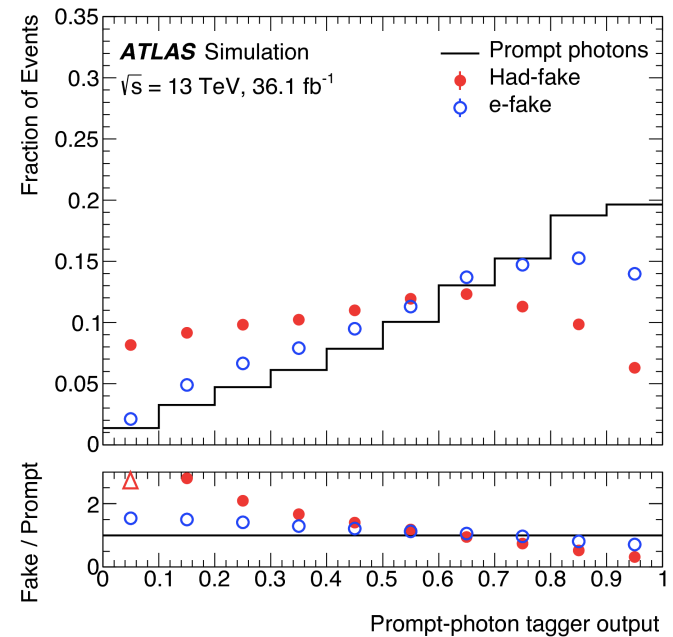 ATLAS Simulation
√s = 13 TeV, 36.1 fb⁻¹
Prompt photons
Had-fake
e-fake
Fraction of Events
0.35
0.3
0.25
0.2
0.15
0.1
0.05
0
Fake / Prompt
2
0
0 0.1 0.2 0.3 0.4 0.5 0.6 0.7 0.8 0.9 1
Prompt-photon tagger output